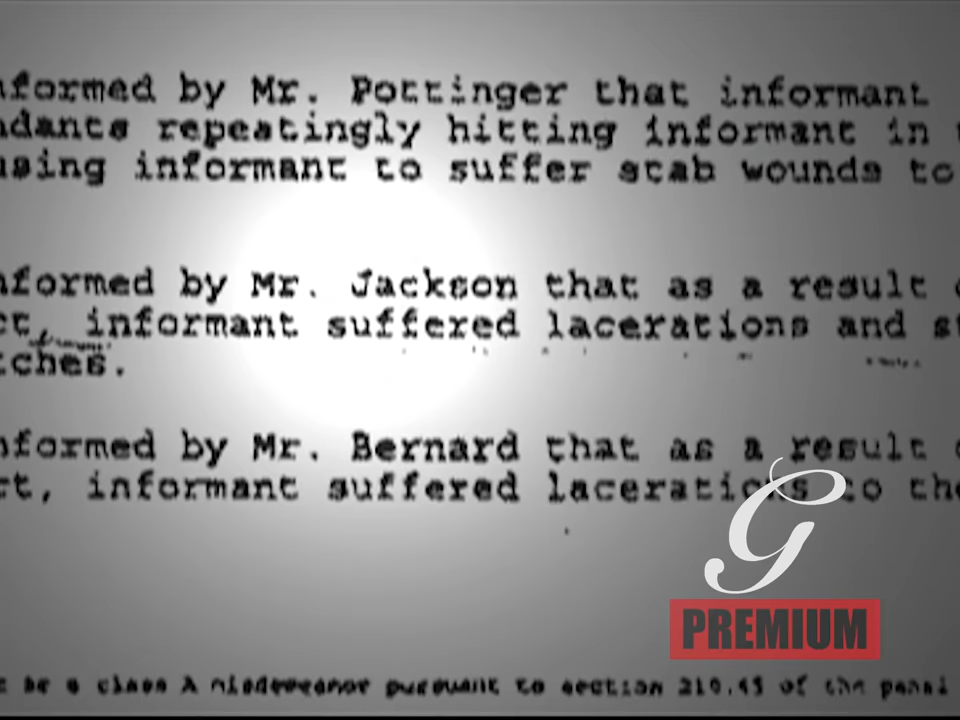 nformed by Mr. Pottinger that informant
ndants repeatingly hitting informant in
using informant to suffer stab wounds to
nformed by Mr. Jackson that as a result
ct, informant suffered lacerations and st
tches.
nformed by Mr. Bernard that as a result
ct, informant suffered lacerations to the
G
PREMIUM
t be a class A misdemeanor pursuant to section 210.45 of the penal